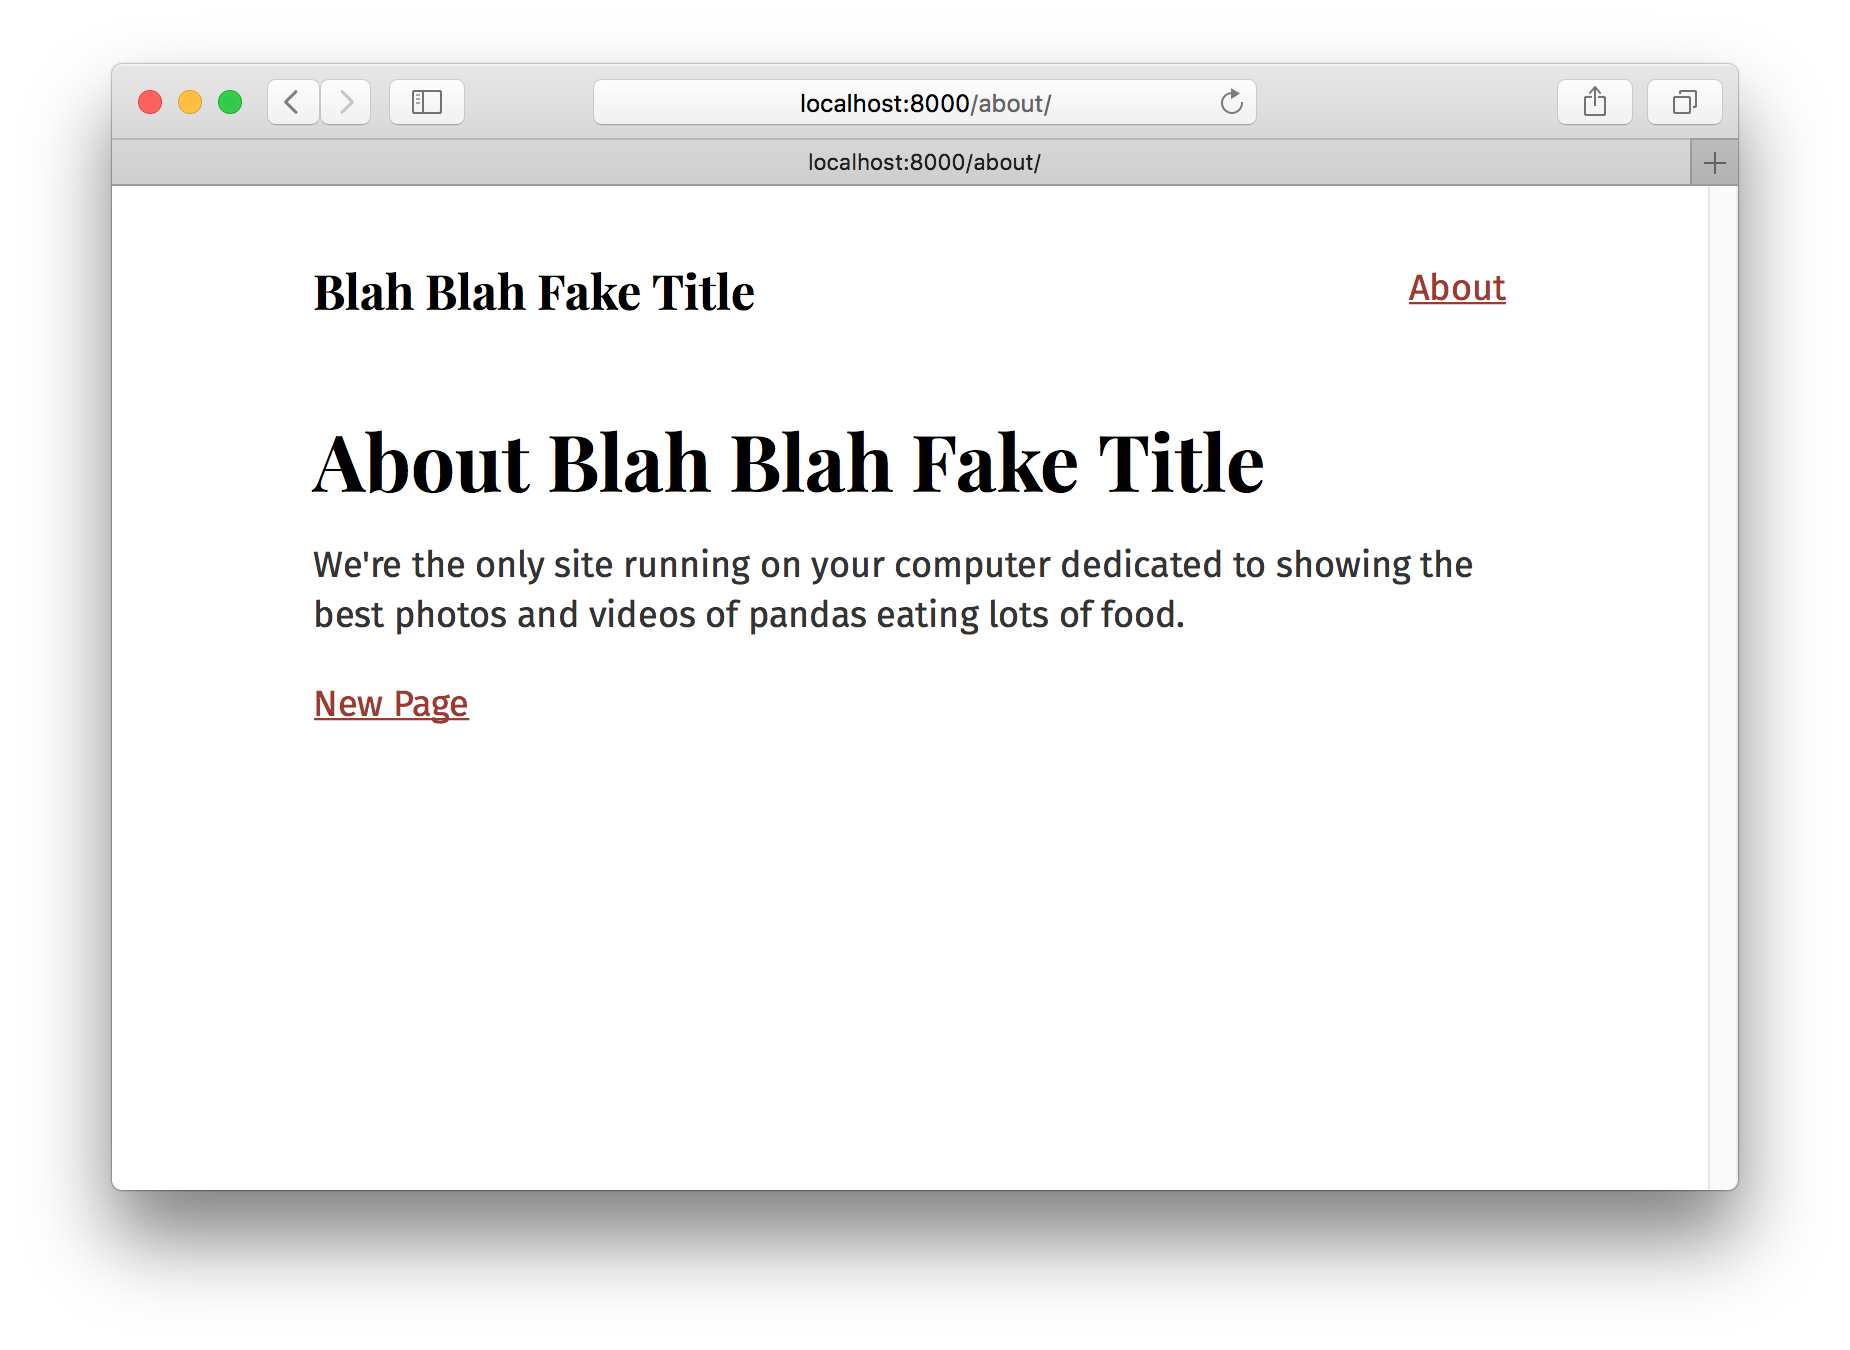 localhost:8000/about/
localhost:8000/about/
Blah Blah Fake Title
About
About Blah Blah Fake Title
We're the only site running on your computer dedicated to showing the
best photos and videos of pandas eating lots of food.
New Page